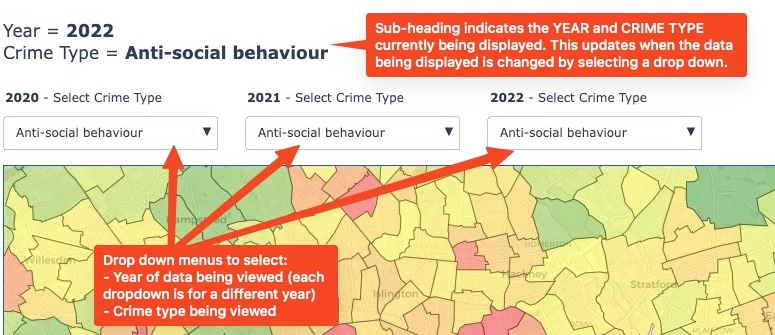 Year = 2022
Crime Type = Anti-social behaviour
Sub-heading indicates the YEAR and CRIME TYPE
currently being displayed. This updates when the data
being displayed is changed by selecting a drop down.
2020 - Select Crime Type
2021 - Select Crime Type
2022 - Select Crime Type
Anti-social behaviour
Anti-social behaviour
Anti-social behaviour
Hampstead
Willesden
HOMERTON
Hackney
Stratford
Islington
Drop down menus to select:
- Year of data being viewed (each
dropdown is for a different year)
- Crime type being viewed
PLAISTOW